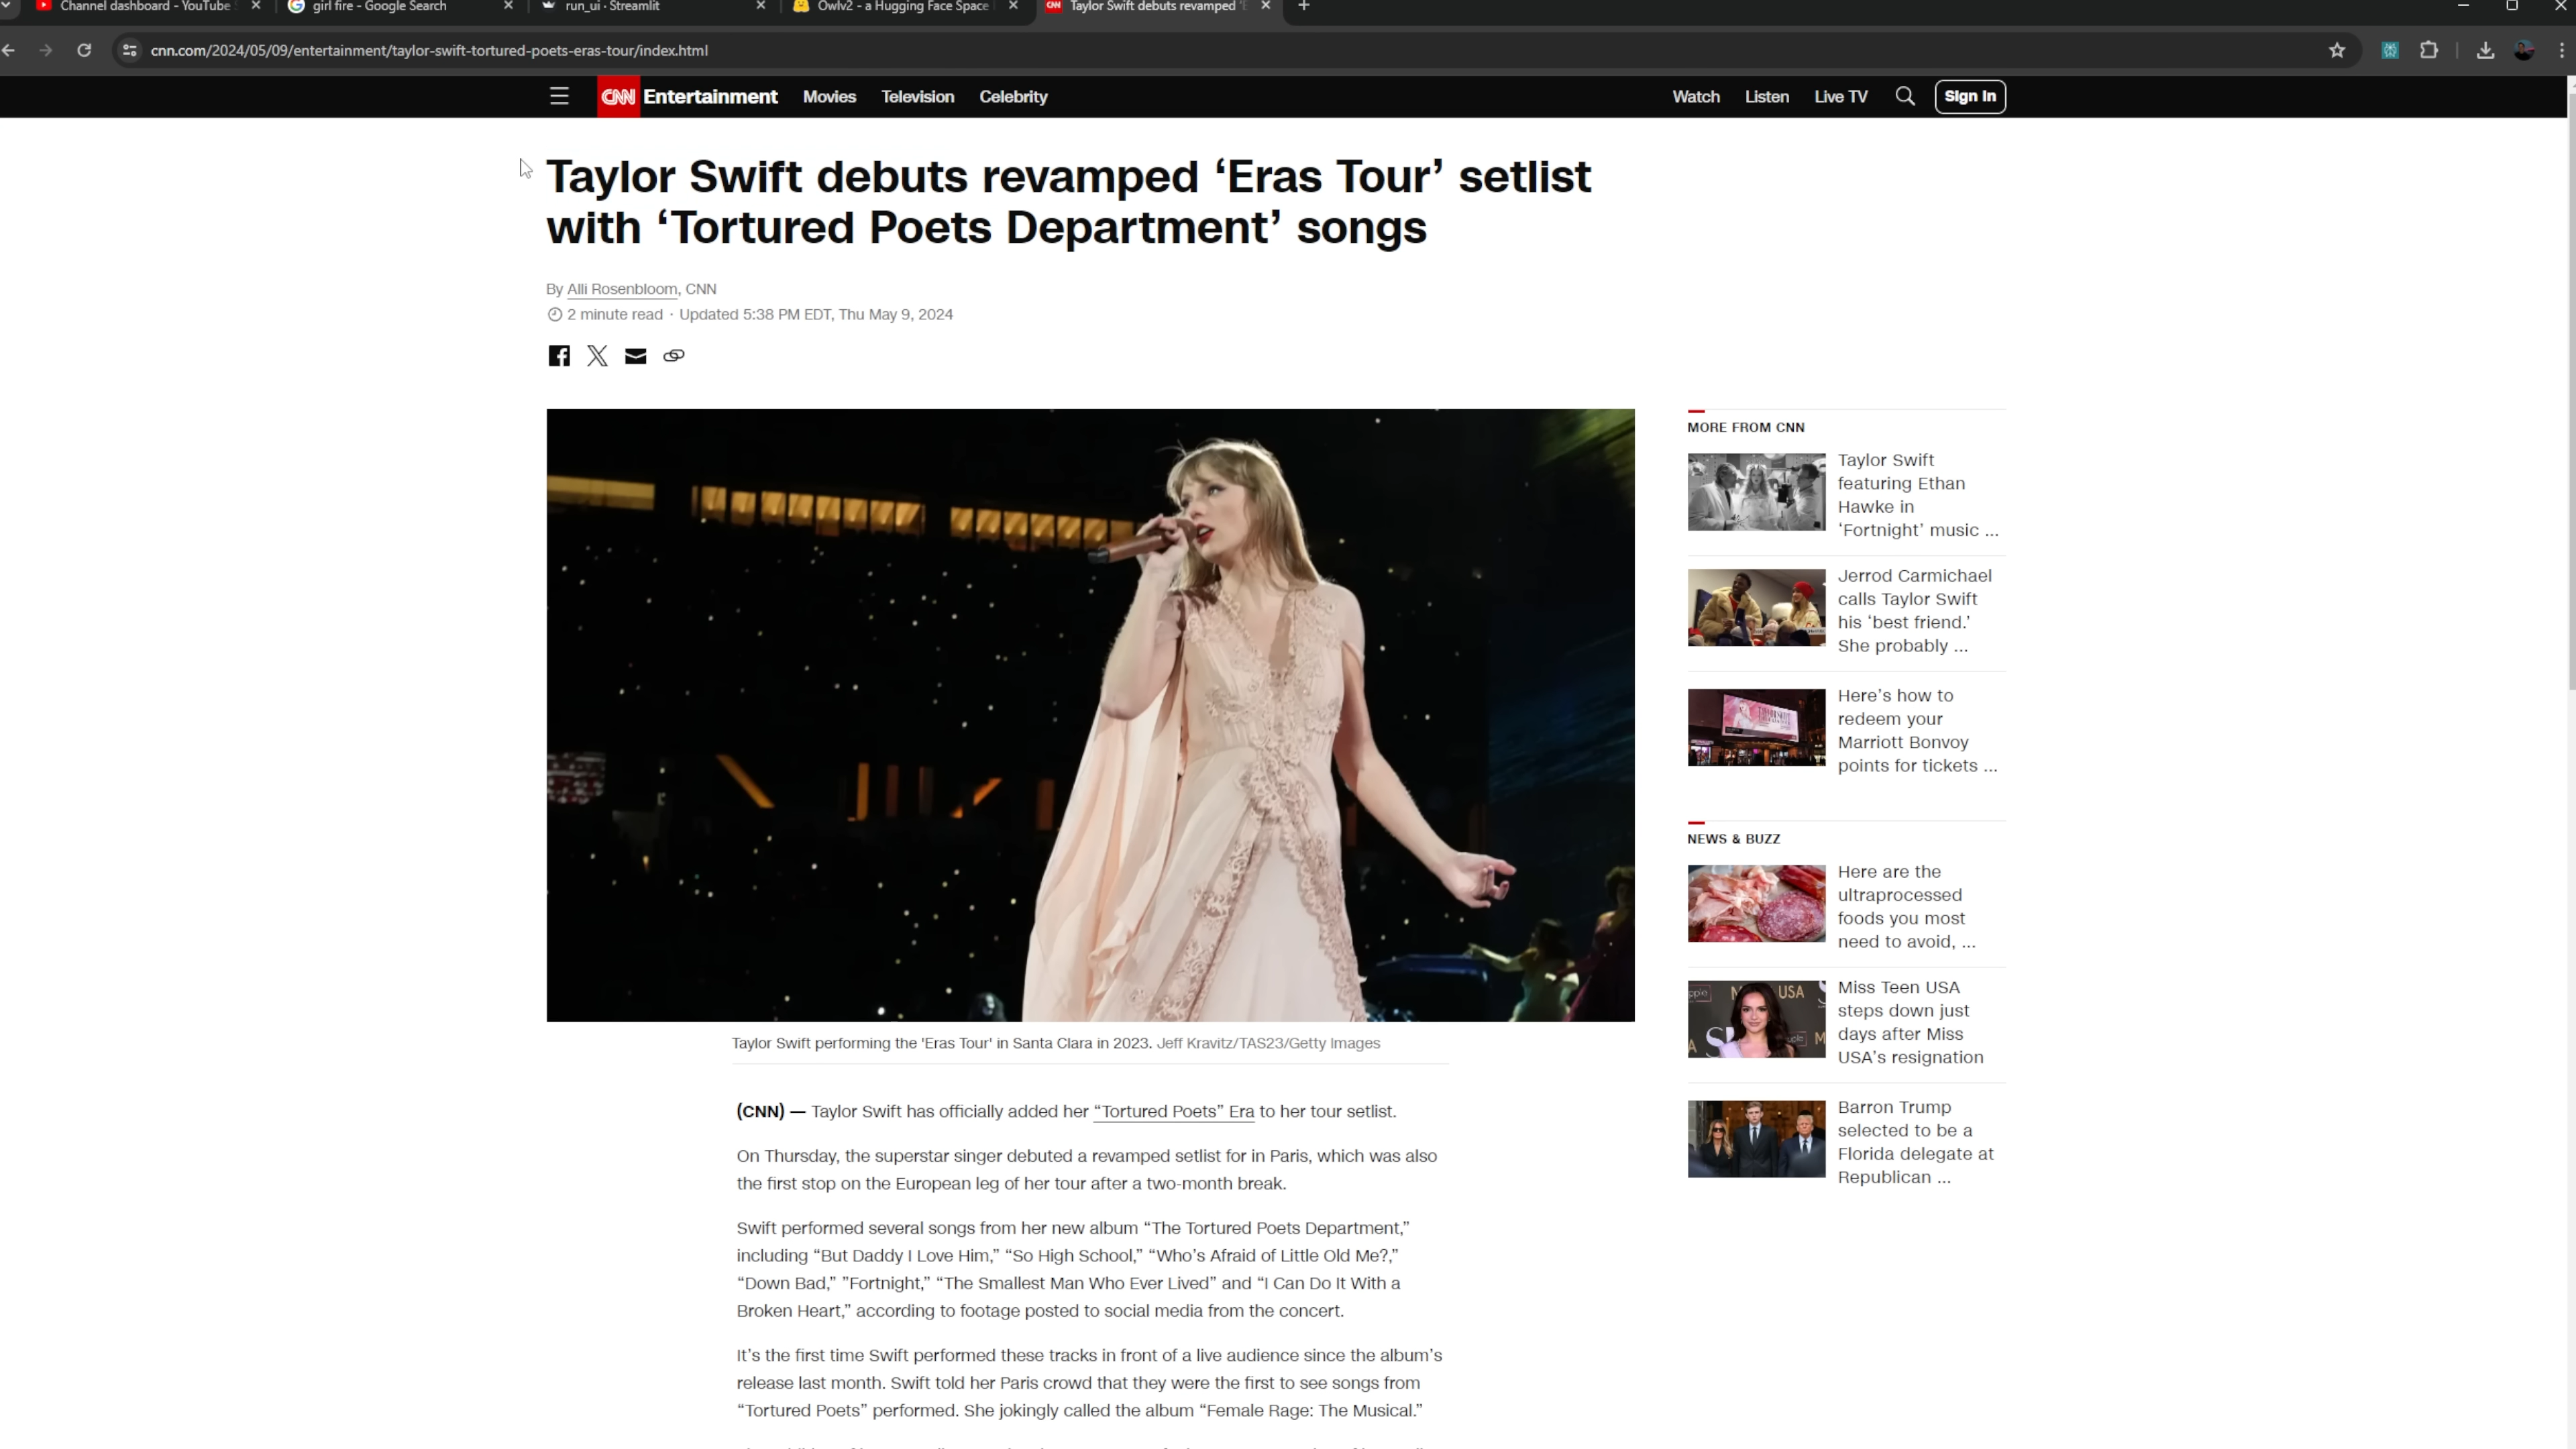 Channel dashboard - YouTube
girl fire - Google Search
run_ui · Streamlit
Owlv2 - a Hugging Face Space
Taylor Swift debuts revamped
cnn.com/2024/05/09/entertainment/taylor-swift-tortured-poets-eras-tour/index.html
CNN Entertainment Movies Television Celebrity Watch Listen Live TV Sign in
Taylor Swift debuts revamped ‘Eras Tour’ setlist
with ‘Tortured Poets Department’ songs
By Alli Rosenbloom, CNN
2 minute read · Updated 5:38 PM EDT, Thu May 9, 2024
Taylor Swift performing the 'Eras Tour' in Santa Clara in 2023. Jeff Kravitz/TAS23/Getty Images
(CNN) — Taylor Swift has officially added her “Tortured Poets” Era to her tour setlist.
On Thursday, the superstar singer debuted a revamped setlist for in Paris, which was also
the first stop on the European leg of her tour after a two-month break.
Swift performed several songs from her new album “The Tortured Poets Department,”
including “But Daddy I Love Him,” “So High School,” “Who’s Afraid of Little Old Me?,”
“Down Bad,” ”Fortnight,” “The Smallest Man Who Ever Lived” and “I Can Do It With a
Broken Heart,” according to footage posted to social media from the concert.
It’s the first time Swift performed these tracks in front of a live audience since the album’s
release last month. Swift told her Paris crowd that they were the first to see songs from
“Tortured Poets” performed. She jokingly called the album “Female Rage: The Musical.”
MORE FROM CNN
Taylor Swift
featuring Ethan
Hawke in
‘Fortnight’ music ...
Jerrod Carmichael
calls Taylor Swift
his ‘best friend.’
She probably ...
Here’s how to
redeem your
Marriott Bonvoy
points for tickets ...
NEWS & BUZZ
Here are the
ultraprocessed
foods you most
need to avoid, ...
USA
Miss Teen USA
steps down just
days after Miss
USA’s resignation
Barron Trump
selected to be a
Florida delegate at
Republican ...